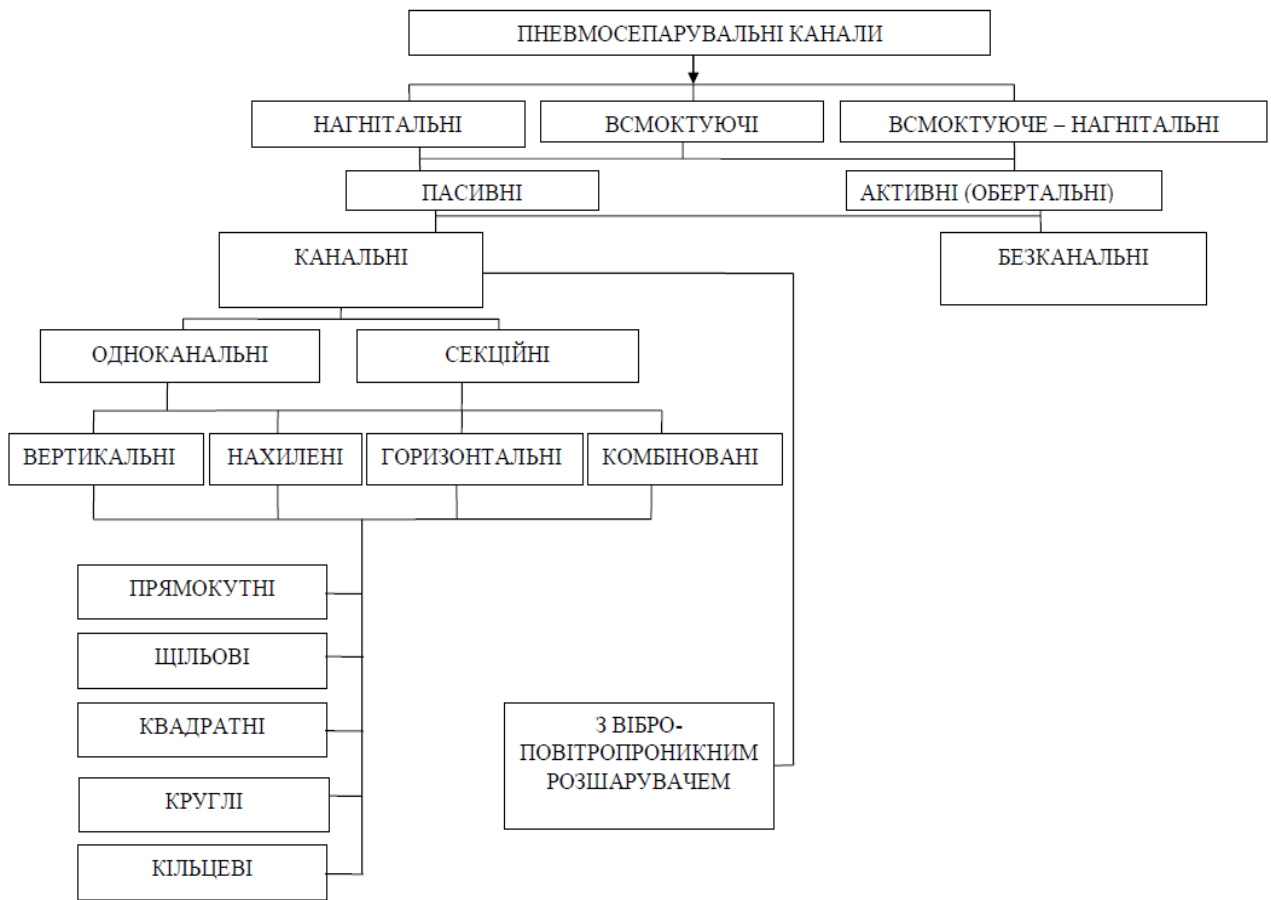 ПНЕВМОСЕПАРУВАЛЬНІ КАНАЛИ
НАГНІТАЛЬНІ
ВСМОКТУЮЧІ
ВСМОКТУЮЧЕ – НАГНІТАЛЬНІ
ПАСИВНІ
АКТИВНІ (ОБЕРТАЛЬНІ)
КАНАЛЬНІ
БЕЗКАНАЛЬНІ
ОДНОКАНАЛЬНІ
СЕКЦІЙНІ
ВЕРТИКАЛЬНІ
НАХИЛЕНІ
ГОРИЗОНТАЛЬНІ
КОМБІНОВАНІ
ПРЯМОКУТНІ
ЩІЛЬОВІ
КВАДРАТНІ
КРУГЛІ
КІЛЬЦЕВІ
З ВІБРО-
ПОВІТРОПРОНИКНИМ
РОЗШАРУВАЧЕМ